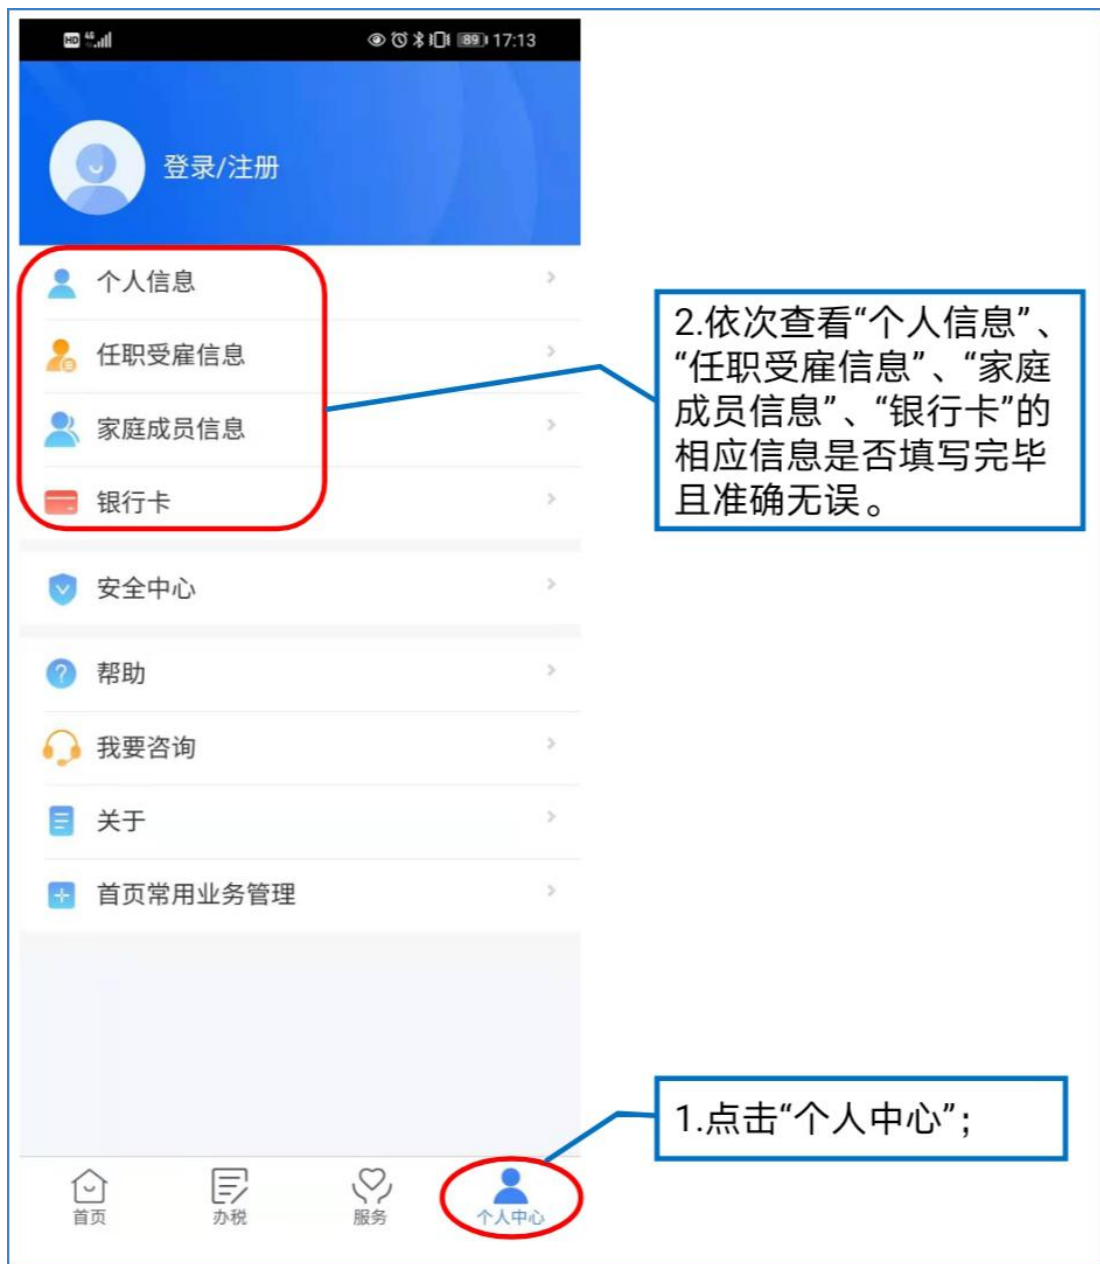 HD 4G 89 17:13
登录/注册
个人信息
任职受雇信息
家庭成员信息
银行卡
安全中心
帮助
我要咨询
关于
首页常用业务管理
2.依次查看“个人信息”、
“任职受雇信息”、“家庭
成员信息”、“银行卡”的
相应信息是否填写完毕
且准确无误。
1.点击“个人中心”；
首页 办税 服务 个人中心